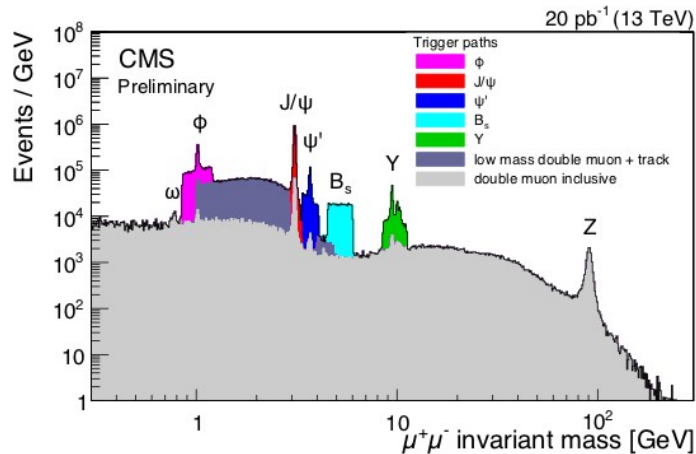 20 pb⁻¹ (13 TeV)
CMS
Preliminary
Trigger paths
ϕ
J/ψ
ψ'
Bₛ
Υ
low mass double muon + track
double muon inclusive
ω
ϕ
J/ψ
ψ'
Bₛ
Υ
Z
Events / GeV
10⁸
10⁷
10⁶
10⁵
10⁴
10³
10²
10
1
1
10
10²
μ⁺μ⁻ invariant mass [GeV]